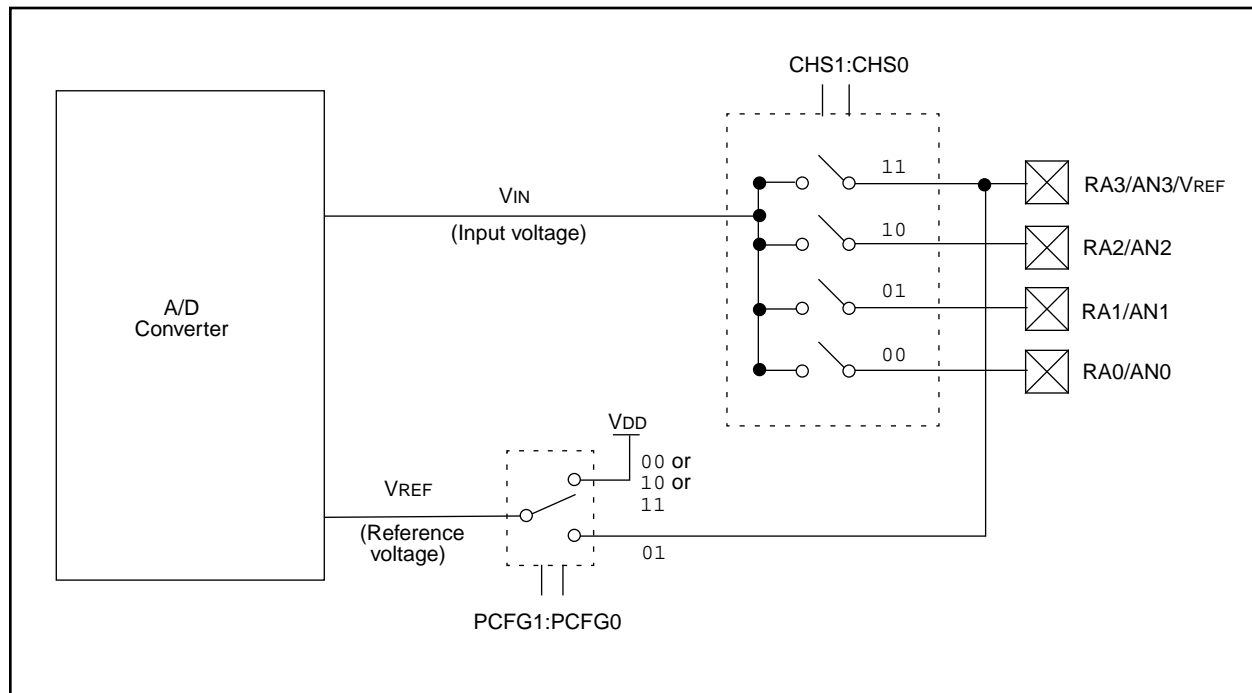 CHS1:CHS0
11
RA3/AN3/VREF
VIN
(Input voltage)
10
RA2/AN2
A/D
Converter
01
RA1/AN1
00
RA0/AN0
VDD
00 or
10 or
11
VREF
(Reference
voltage)
01
PCFG1:PCFG0